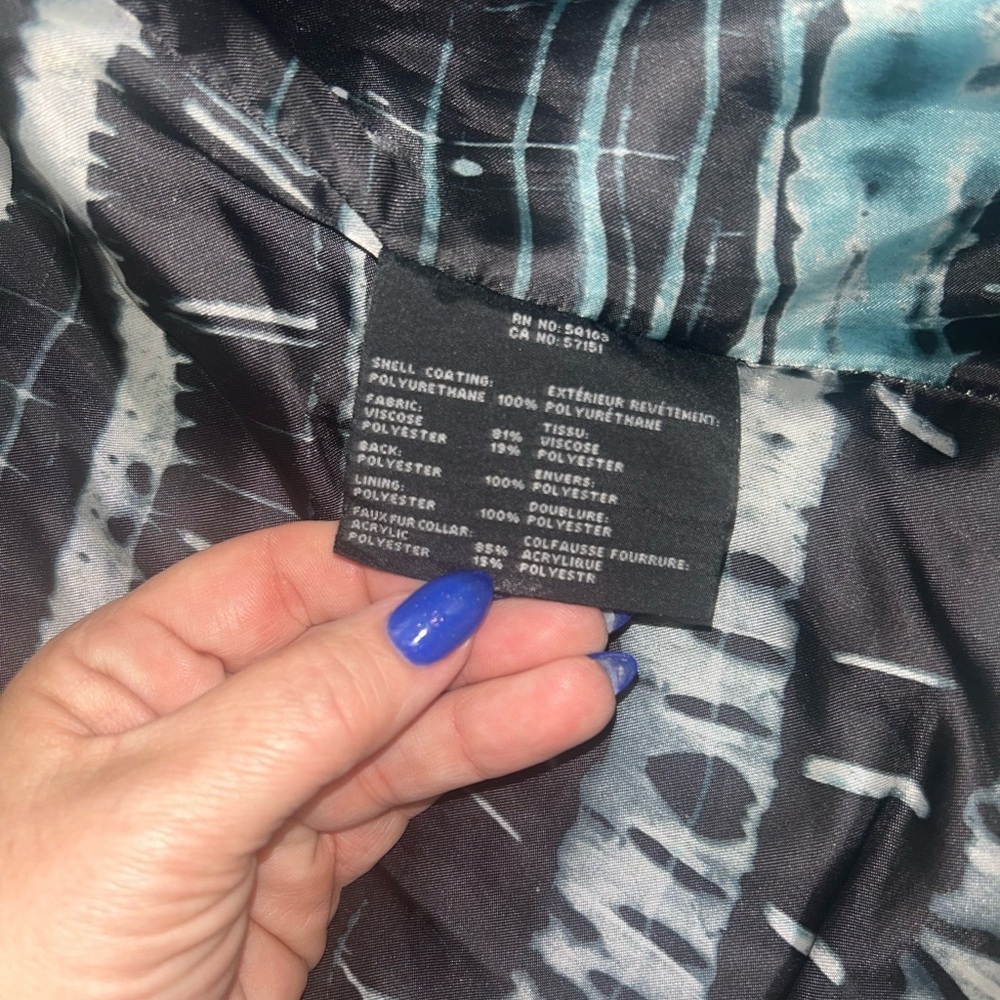 RN NO: 59163
CA NO: 57151
SHELL COATING: EXTÉRIEUR REVÊTEMENT:
POLYURETHANE 100% POLYURÉTHANE
FABRIC: TISSU:
VISCOSE 81% VISCOSE
POLYESTER 19% POLYESTER
BACK: ENVERS:
POLYESTER 100% POLYESTER
LINING: DOUBLURE:
POLYESTER 100% POLYESTER
FAUX FUR COLLAR: COLFAUSSE FOURRURE:
ACRYLIC 85% ACRYLIQUE
POLYESTER 15% POLYESTR